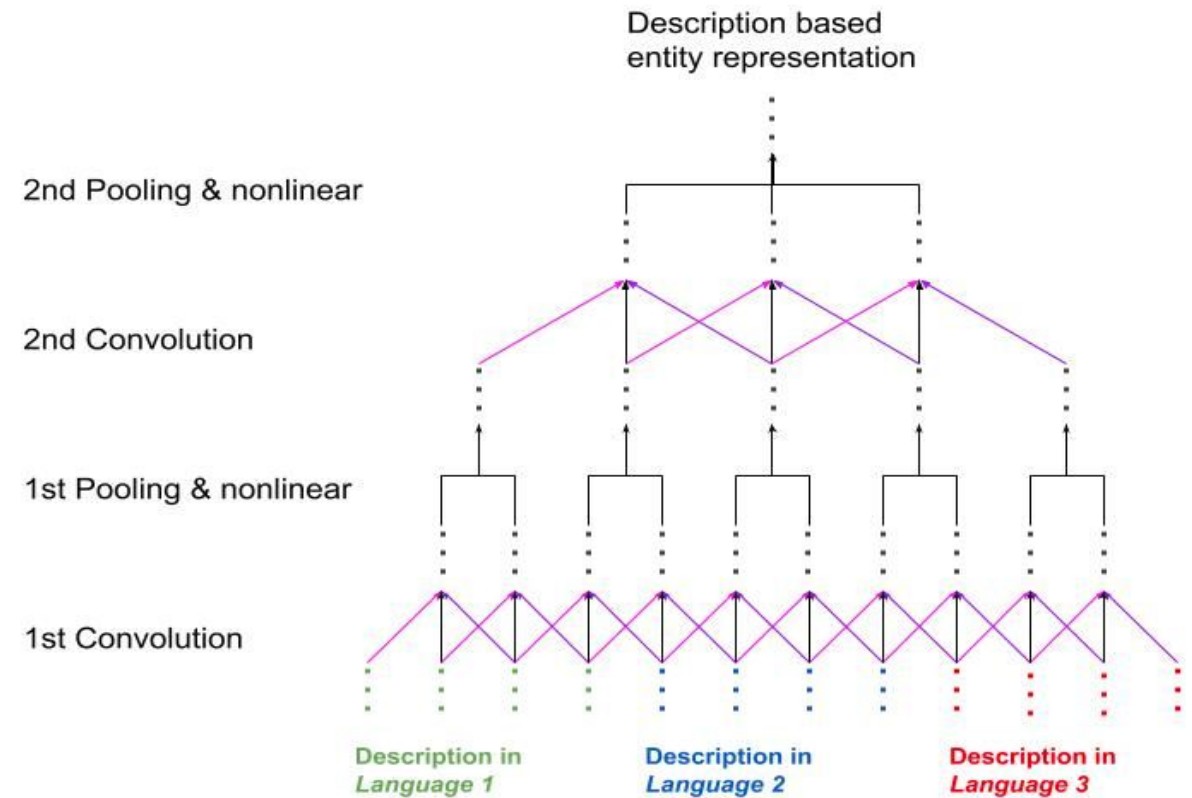 Description based
entity representation
2nd Pooling & nonlinear
2nd Convolution
1st Pooling & nonlinear
1st Convolution
Description in
Language 1
Description in
Language 2
Description in
Language 3